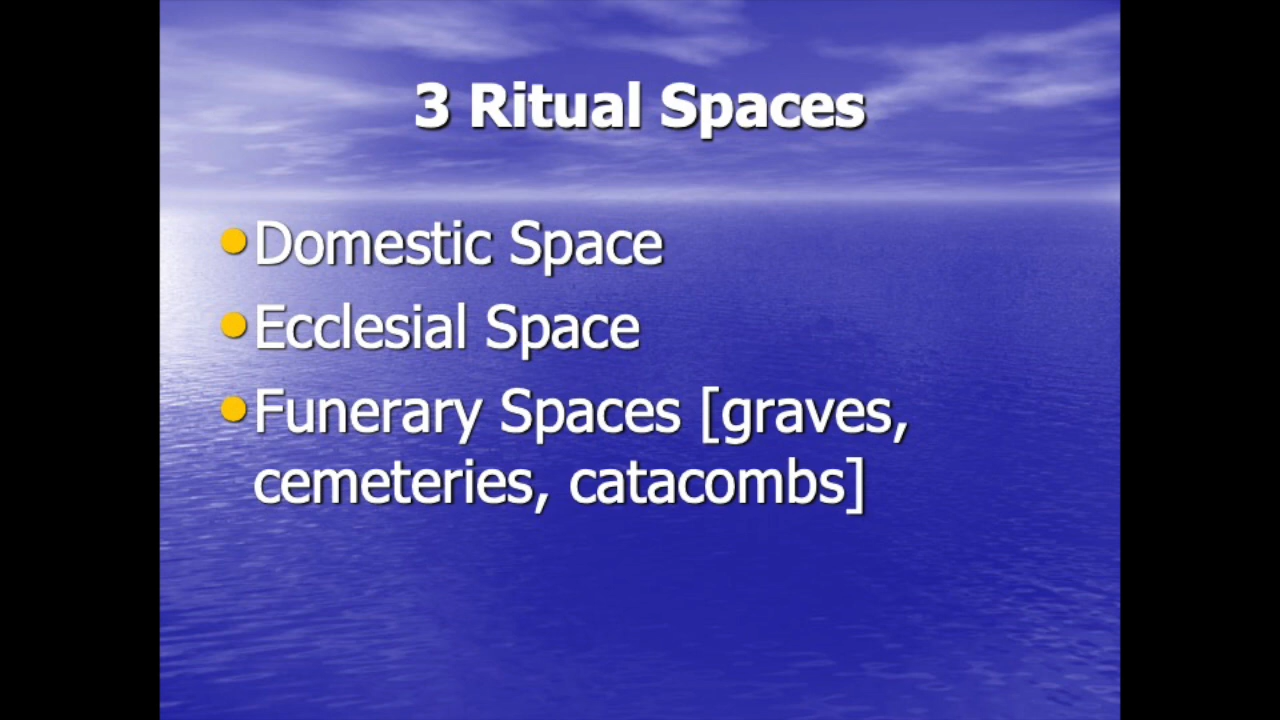 3 Ritual Spaces
•Domestic Space
•Ecclesial Space
•Funerary Spaces [graves,
cemeteries, catacombs]